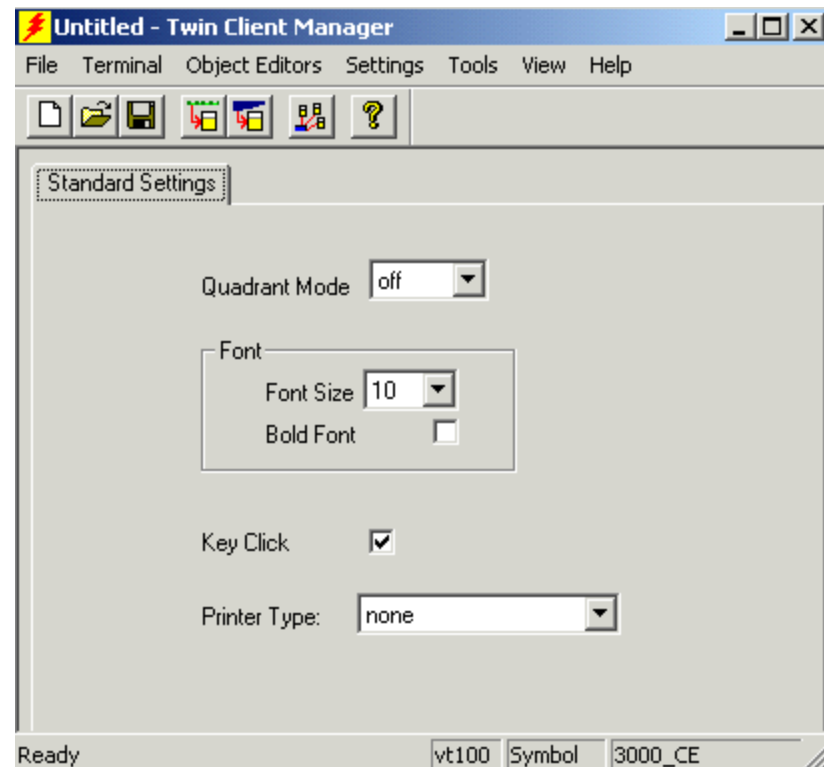 Untitled - Twin Client Manager
File Terminal Object Editors Settings Tools View Help
Standard Settings
Quadrant Mode off
Font
Font Size 10
Bold Font
Key Click
Printer Type: none
Ready vt100 Symbol 3000_CE